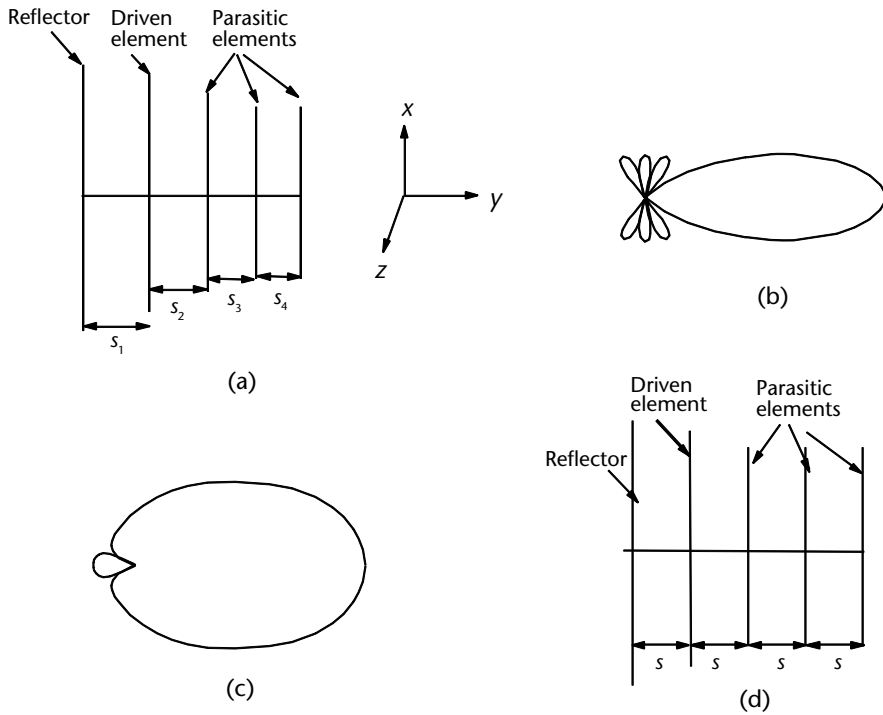 Reflector
Driven
element
Parasitic
elements
x
y
z
s₁
s₂
s₃
s₄
(a)
(b)
(c)
Driven
element
Parasitic
elements
Reflector
s
s
s
s
(d)